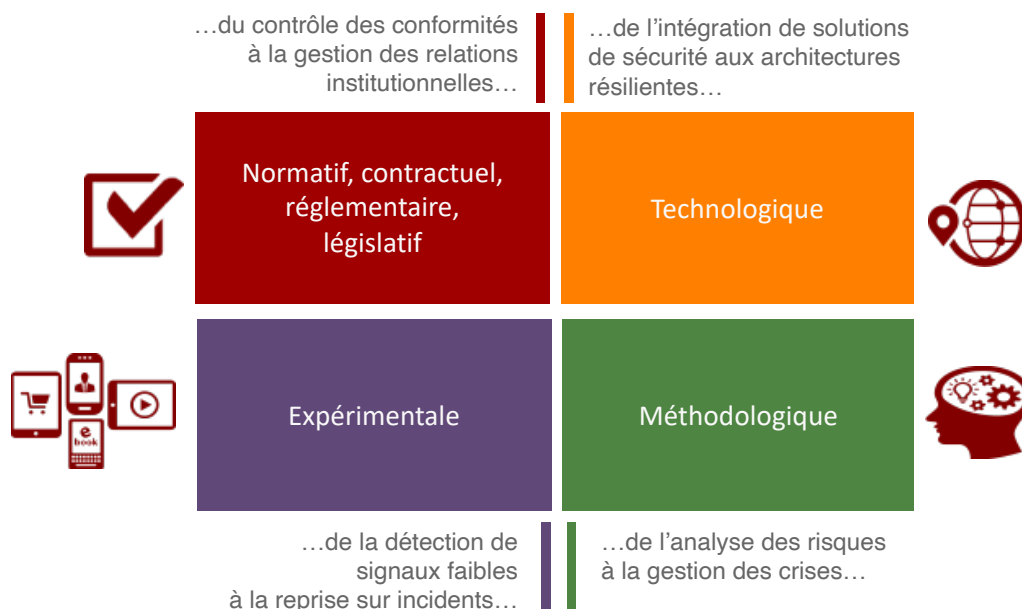 …du contrôle des conformités
à la gestion des relations
institutionnelles…
…de l’intégration de solutions
de sécurité aux architectures
résilientes…
Normatif, contractuel,
réglementaire,
législatif
Technologique
e
book
Expérimentale
Méthodologique
…de la détection de
signaux faibles
à la reprise sur incidents…
…de l’analyse des risques
à la gestion des crises…